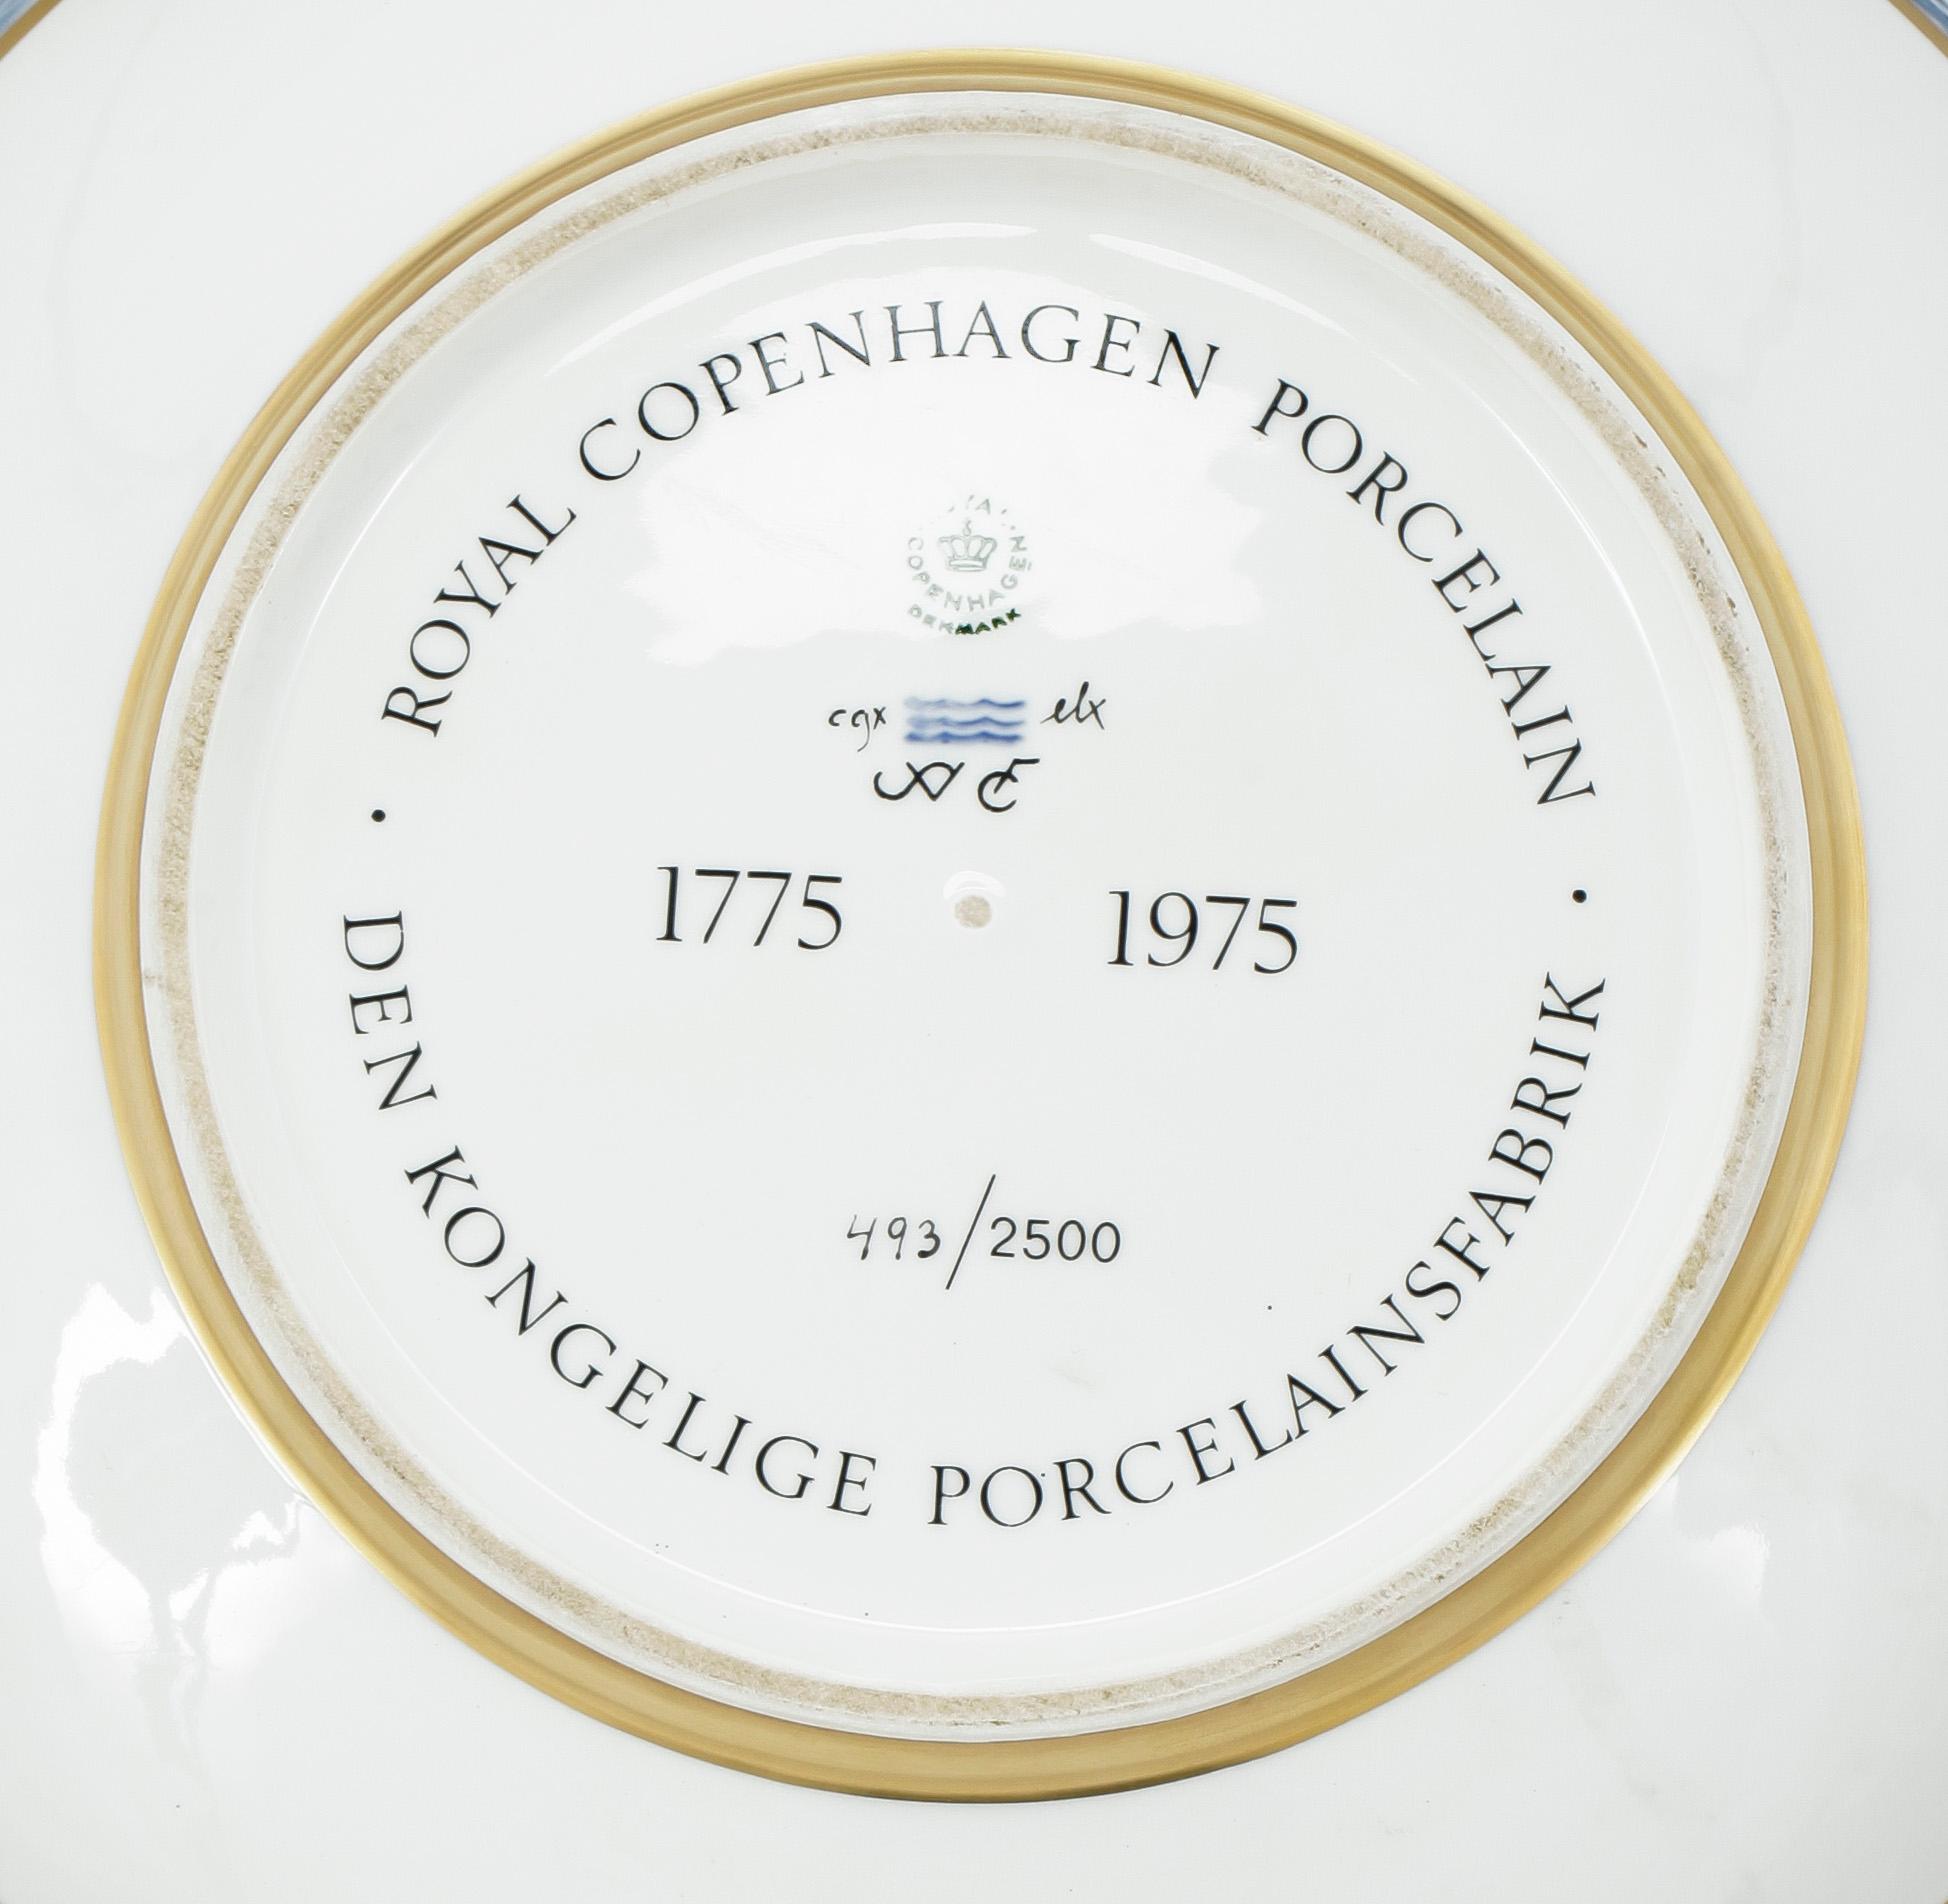 ROYAL COPENHAGEN PORCELAIN
COPENHAGEN
DENMARK
cgx elx
1775 1975
493/2500
· DEN KONGELIGE PORCELAINSFABRIK ·